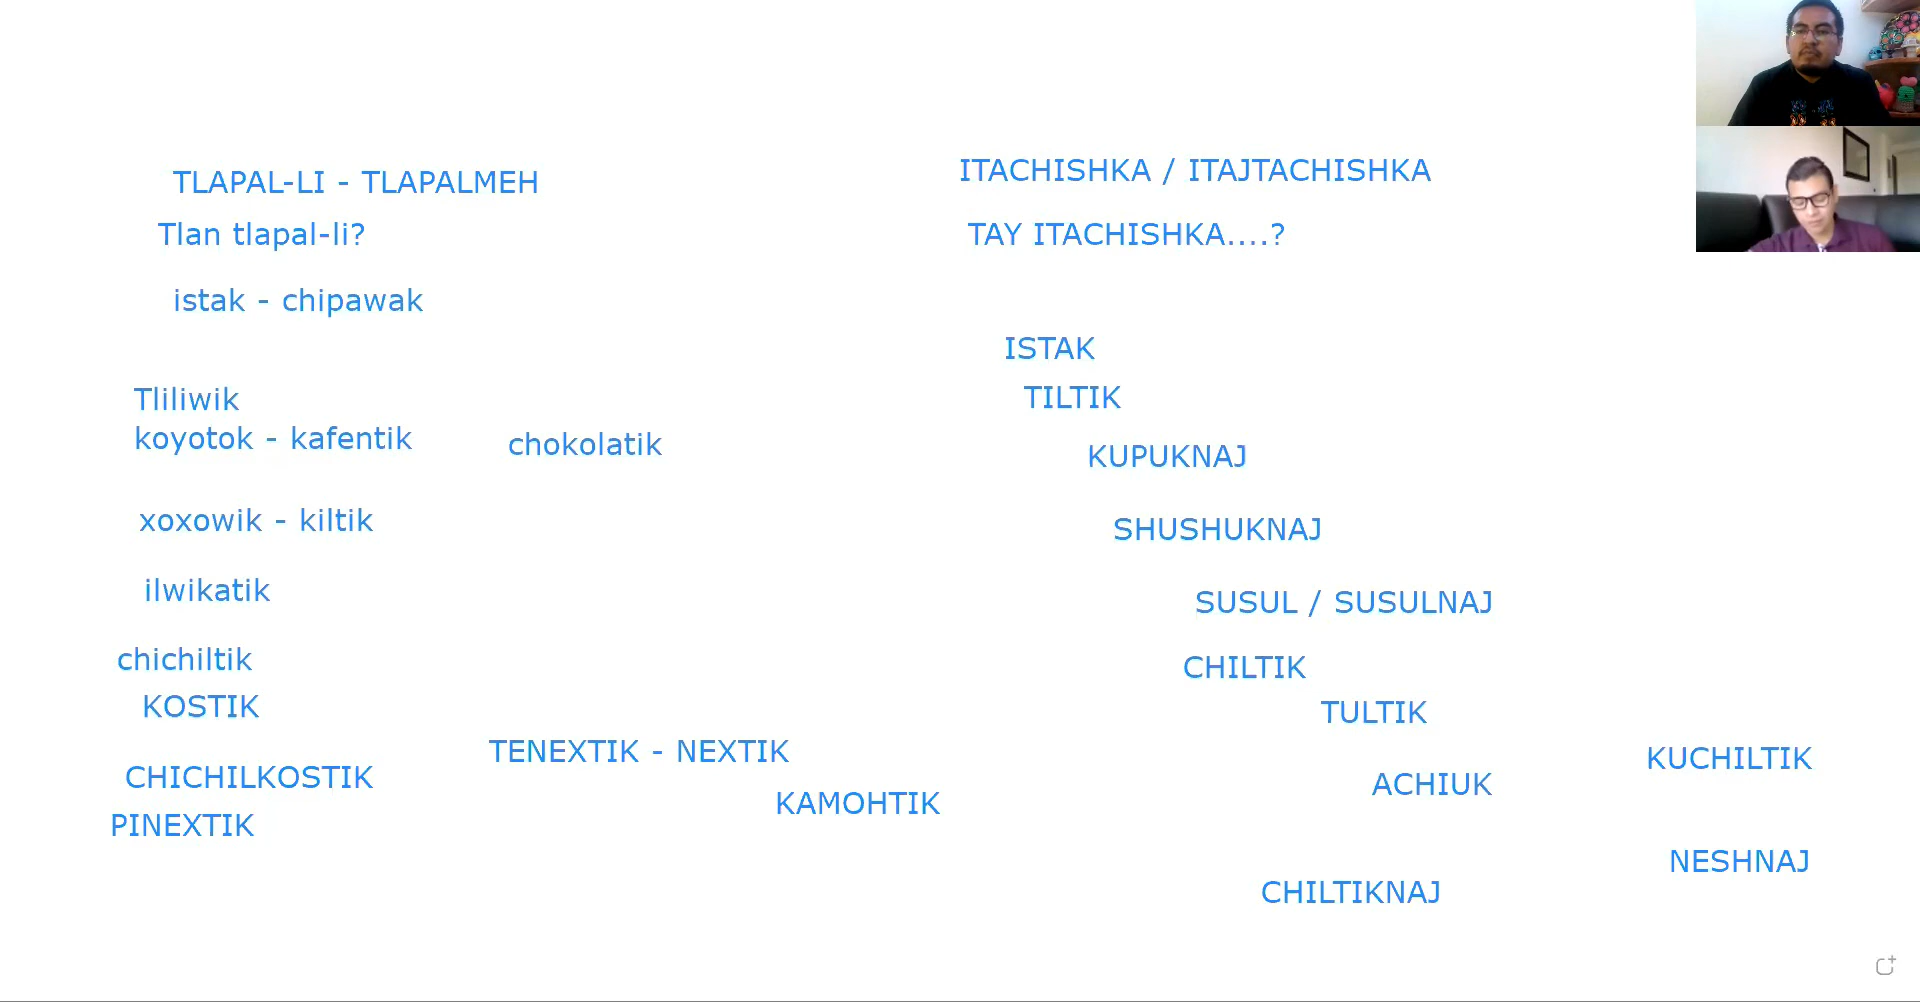 TLAPAL-LI - TLAPALMEH
Tlan tlapal-li?
istak - chipawak
Tliliwik
koyotok - kafentik
chokolatik
xoxowik - kiltik
ilwikatik
chichiltik
KOSTIK
TENEXTIK - NEXTIK
CHICHILKOSTIK
KAMOHTIK
PINEXTIK
ITACHISHKA / ITAJTACHISHKA
TAY ITACHISHKA....?
ISTAK
TILTIK
KUPUKNAJ
SHUSHUKNAJ
SUSUL / SUSULNAJ
CHILTIK
TULTIK
KUCHILTIK
ACHIUK
NESHNAJ
CHILTIKNAJ